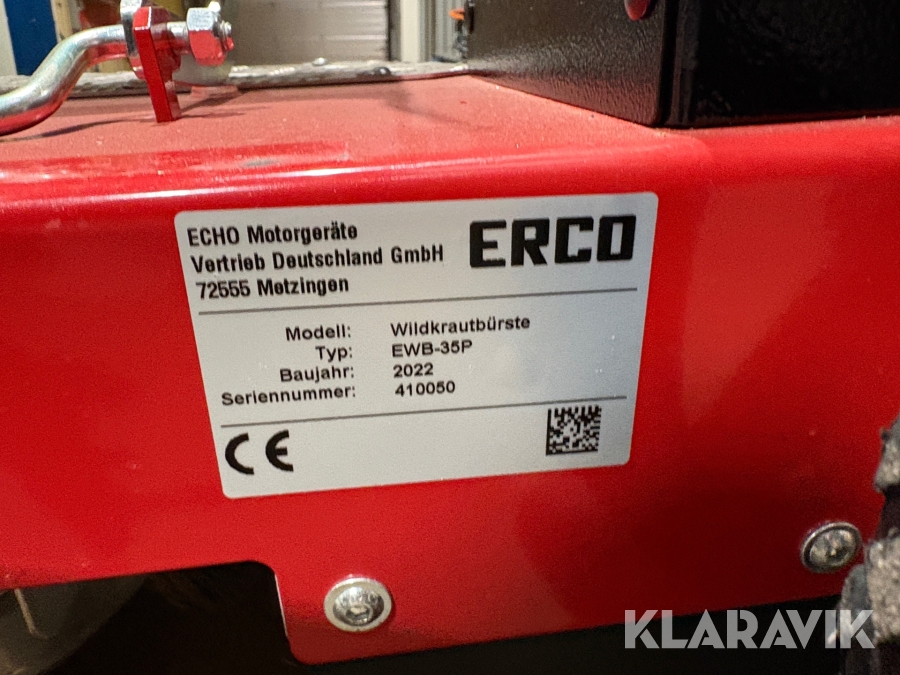 ECHO Motorgeräte
Vertrieb Deutschland GmbH
72555 Metzingen
ERCO
Modell: Wildkrautbürste
Typ: EWB-35P
Baujahr: 2022
Seriennummer: 410050
CE
KLARAVIK